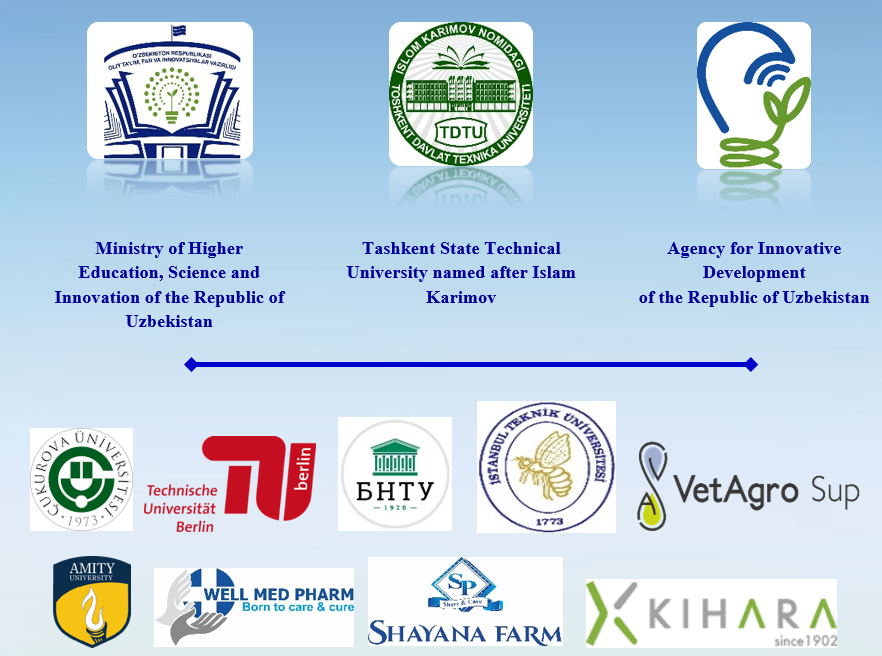 O'ZBEKISTON RESPUBLIKASI
OLIY TA'LIM, FAN VA INNOVATSIYALAR VAZIRLIGI
ISLOM KARIMOV NOMIDAGI
TDTU
TOSHKENT DAVLAT TEXNIKA UNIVERSITETI
Ministry of Higher
Education, Science and
Innovation of the Republic of
Uzbekistan
Tashkent State Technical
University named after Islam
Karimov
Agency for Innovative
Development
of the Republic of Uzbekistan
ÇUKUROVA ÜNİVERSİTESİ
·1973·
Technische
Universität
Berlin
berlin
БНТУ
-1920-
İSTANBUL TEKNİK ÜNİVERSİTESİ
1773
VetAgro Sup
AMITY
UNIVERSITY
WELL MED PHARM
Born to care & cure
SP
Share & Care
SHAYANA FARM
KIHARA
since1902